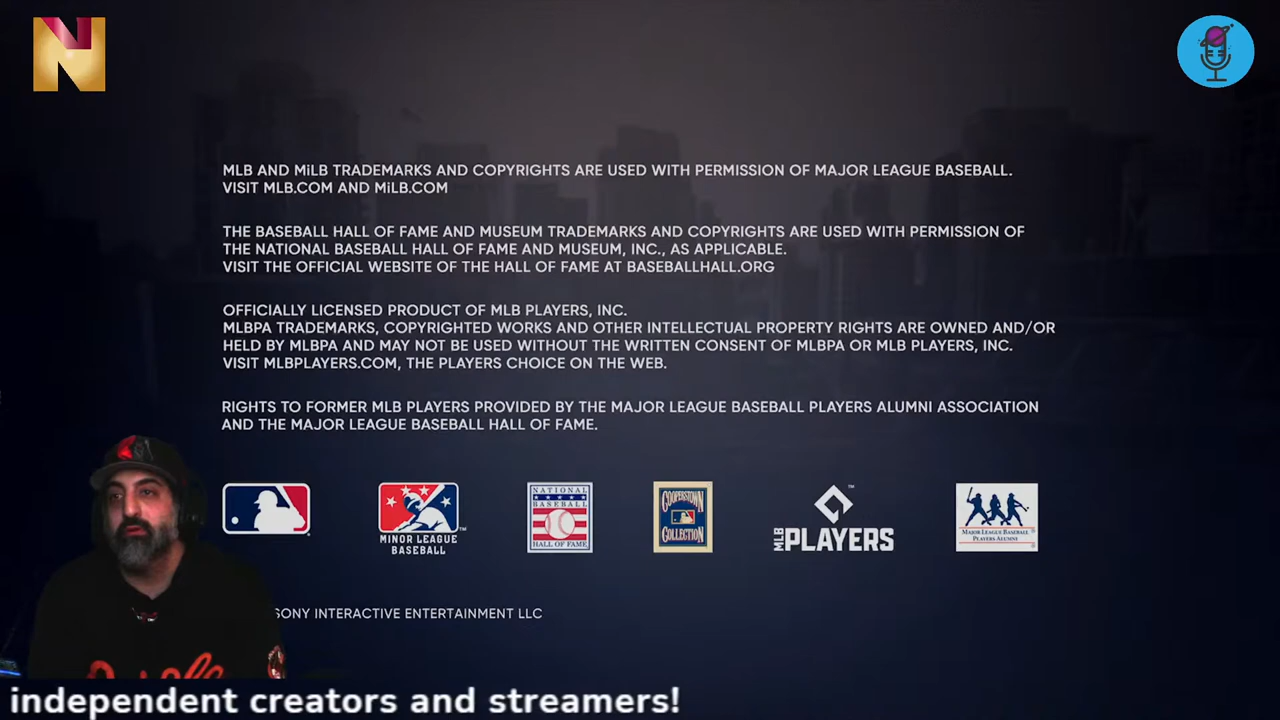 N
MLB AND MiLB TRADEMARKS AND COPYRIGHTS ARE USED WITH PERMISSION OF MAJOR LEAGUE BASEBALL.
VISIT MLB.COM AND MiLB.COM
THE BASEBALL HALL OF FAME AND MUSEUM TRADEMARKS AND COPYRIGHTS ARE USED WITH PERMISSION OF
THE NATIONAL BASEBALL HALL OF FAME AND MUSEUM, INC., AS APPLICABLE.
VISIT THE OFFICIAL WEBSITE OF THE HALL OF FAME AT BASEBALLHALL.ORG
OFFICIALLY LICENSED PRODUCT OF MLB PLAYERS, INC.
MLBPA TRADEMARKS, COPYRIGHTED WORKS AND OTHER INTELLECTUAL PROPERTY RIGHTS ARE OWNED AND/OR
HELD BY MLBPA AND MAY NOT BE USED WITHOUT THE WRITTEN CONSENT OF MLBPA OR MLB PLAYERS, INC.
VISIT MLBPLAYERS.COM, THE PLAYERS CHOICE ON THE WEB.
RIGHTS TO FORMER MLB PLAYERS PROVIDED BY THE MAJOR LEAGUE BASEBALL PLAYERS ALUMNI ASSOCIATION
AND THE MAJOR LEAGUE BASEBALL HALL OF FAME.
MINOR LEAGUE
BASEBALL
NATIONAL
BASEBALL
HALL OF FAME
COOPERSTOWN
COLLECTION
MLB PLAYERS
MAJOR LEAGUE BASEBALL
PLAYERS ALUMNI
SONY INTERACTIVE ENTERTAINMENT LLC
independent creators and streamers!